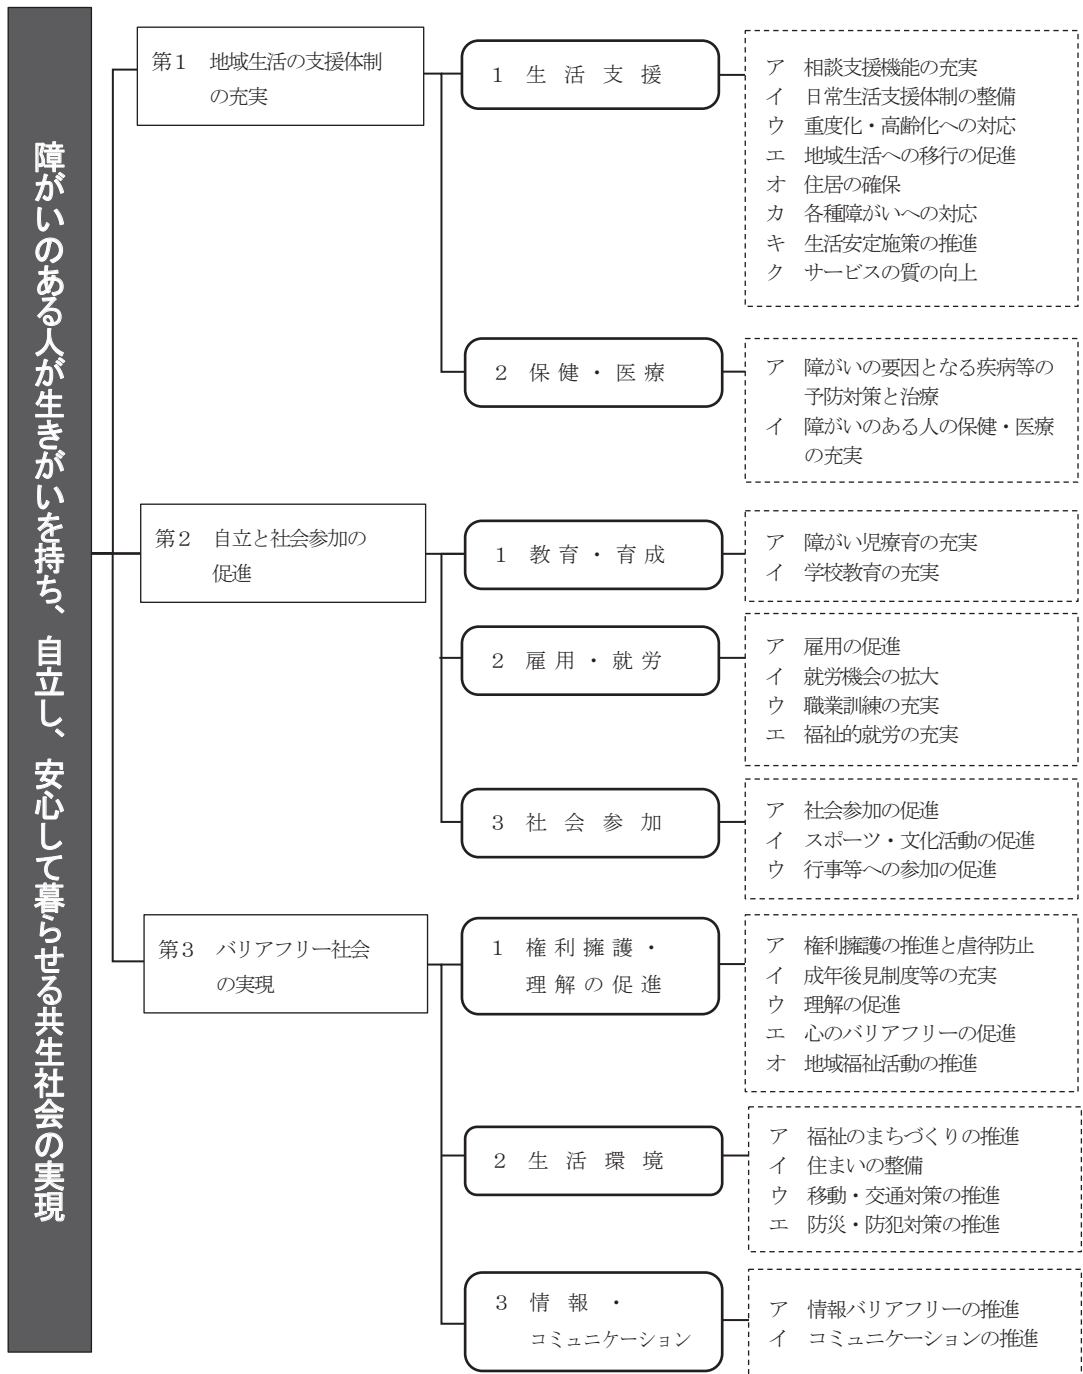 障がいのある人が生きがいを持ち、自立し、安心して暮らせる共生社会の実現
第1 地域生活の支援体制
の充実
1 生活支援
ア 相談支援機能の充実
イ 日常生活支援体制の整備
ウ 重度化・高齢化への対応
エ 地域生活への移行の促進
オ 住居の確保
カ 各種障がいへの対応
キ 生活安定施策の推進
ク サービスの質の向上
2 保健・医療
ア 障がいの要因となる疾病等の
予防対策と治療
イ 障がいのある人の保健・医療
の充実
第2 自立と社会参加の
促進
1 教育・育成
ア 障がい児療育の充実
イ 学校教育の充実
2 雇用・就労
ア 雇用の促進
イ 就労機会の拡大
ウ 職業訓練の充実
エ 福祉的就労の充実
3 社会参加
ア 社会参加の促進
イ スポーツ・文化活動の促進
ウ 行事等への参加の促進
第3 バリアフリー社会
の実現
1 権利擁護・
理解の促進
ア 権利擁護の推進と虐待防止
イ 成年後見制度等の充実
ウ 理解の促進
エ 心のバリアフリーの促進
オ 地域福祉活動の推進
2 生活環境
ア 福祉のまちづくりの推進
イ 住まいの整備
ウ 移動・交通対策の推進
エ 防災・防犯対策の推進
3 情報・
コミュニケーション
ア 情報バリアフリーの推進
イ コミュニケーションの推進